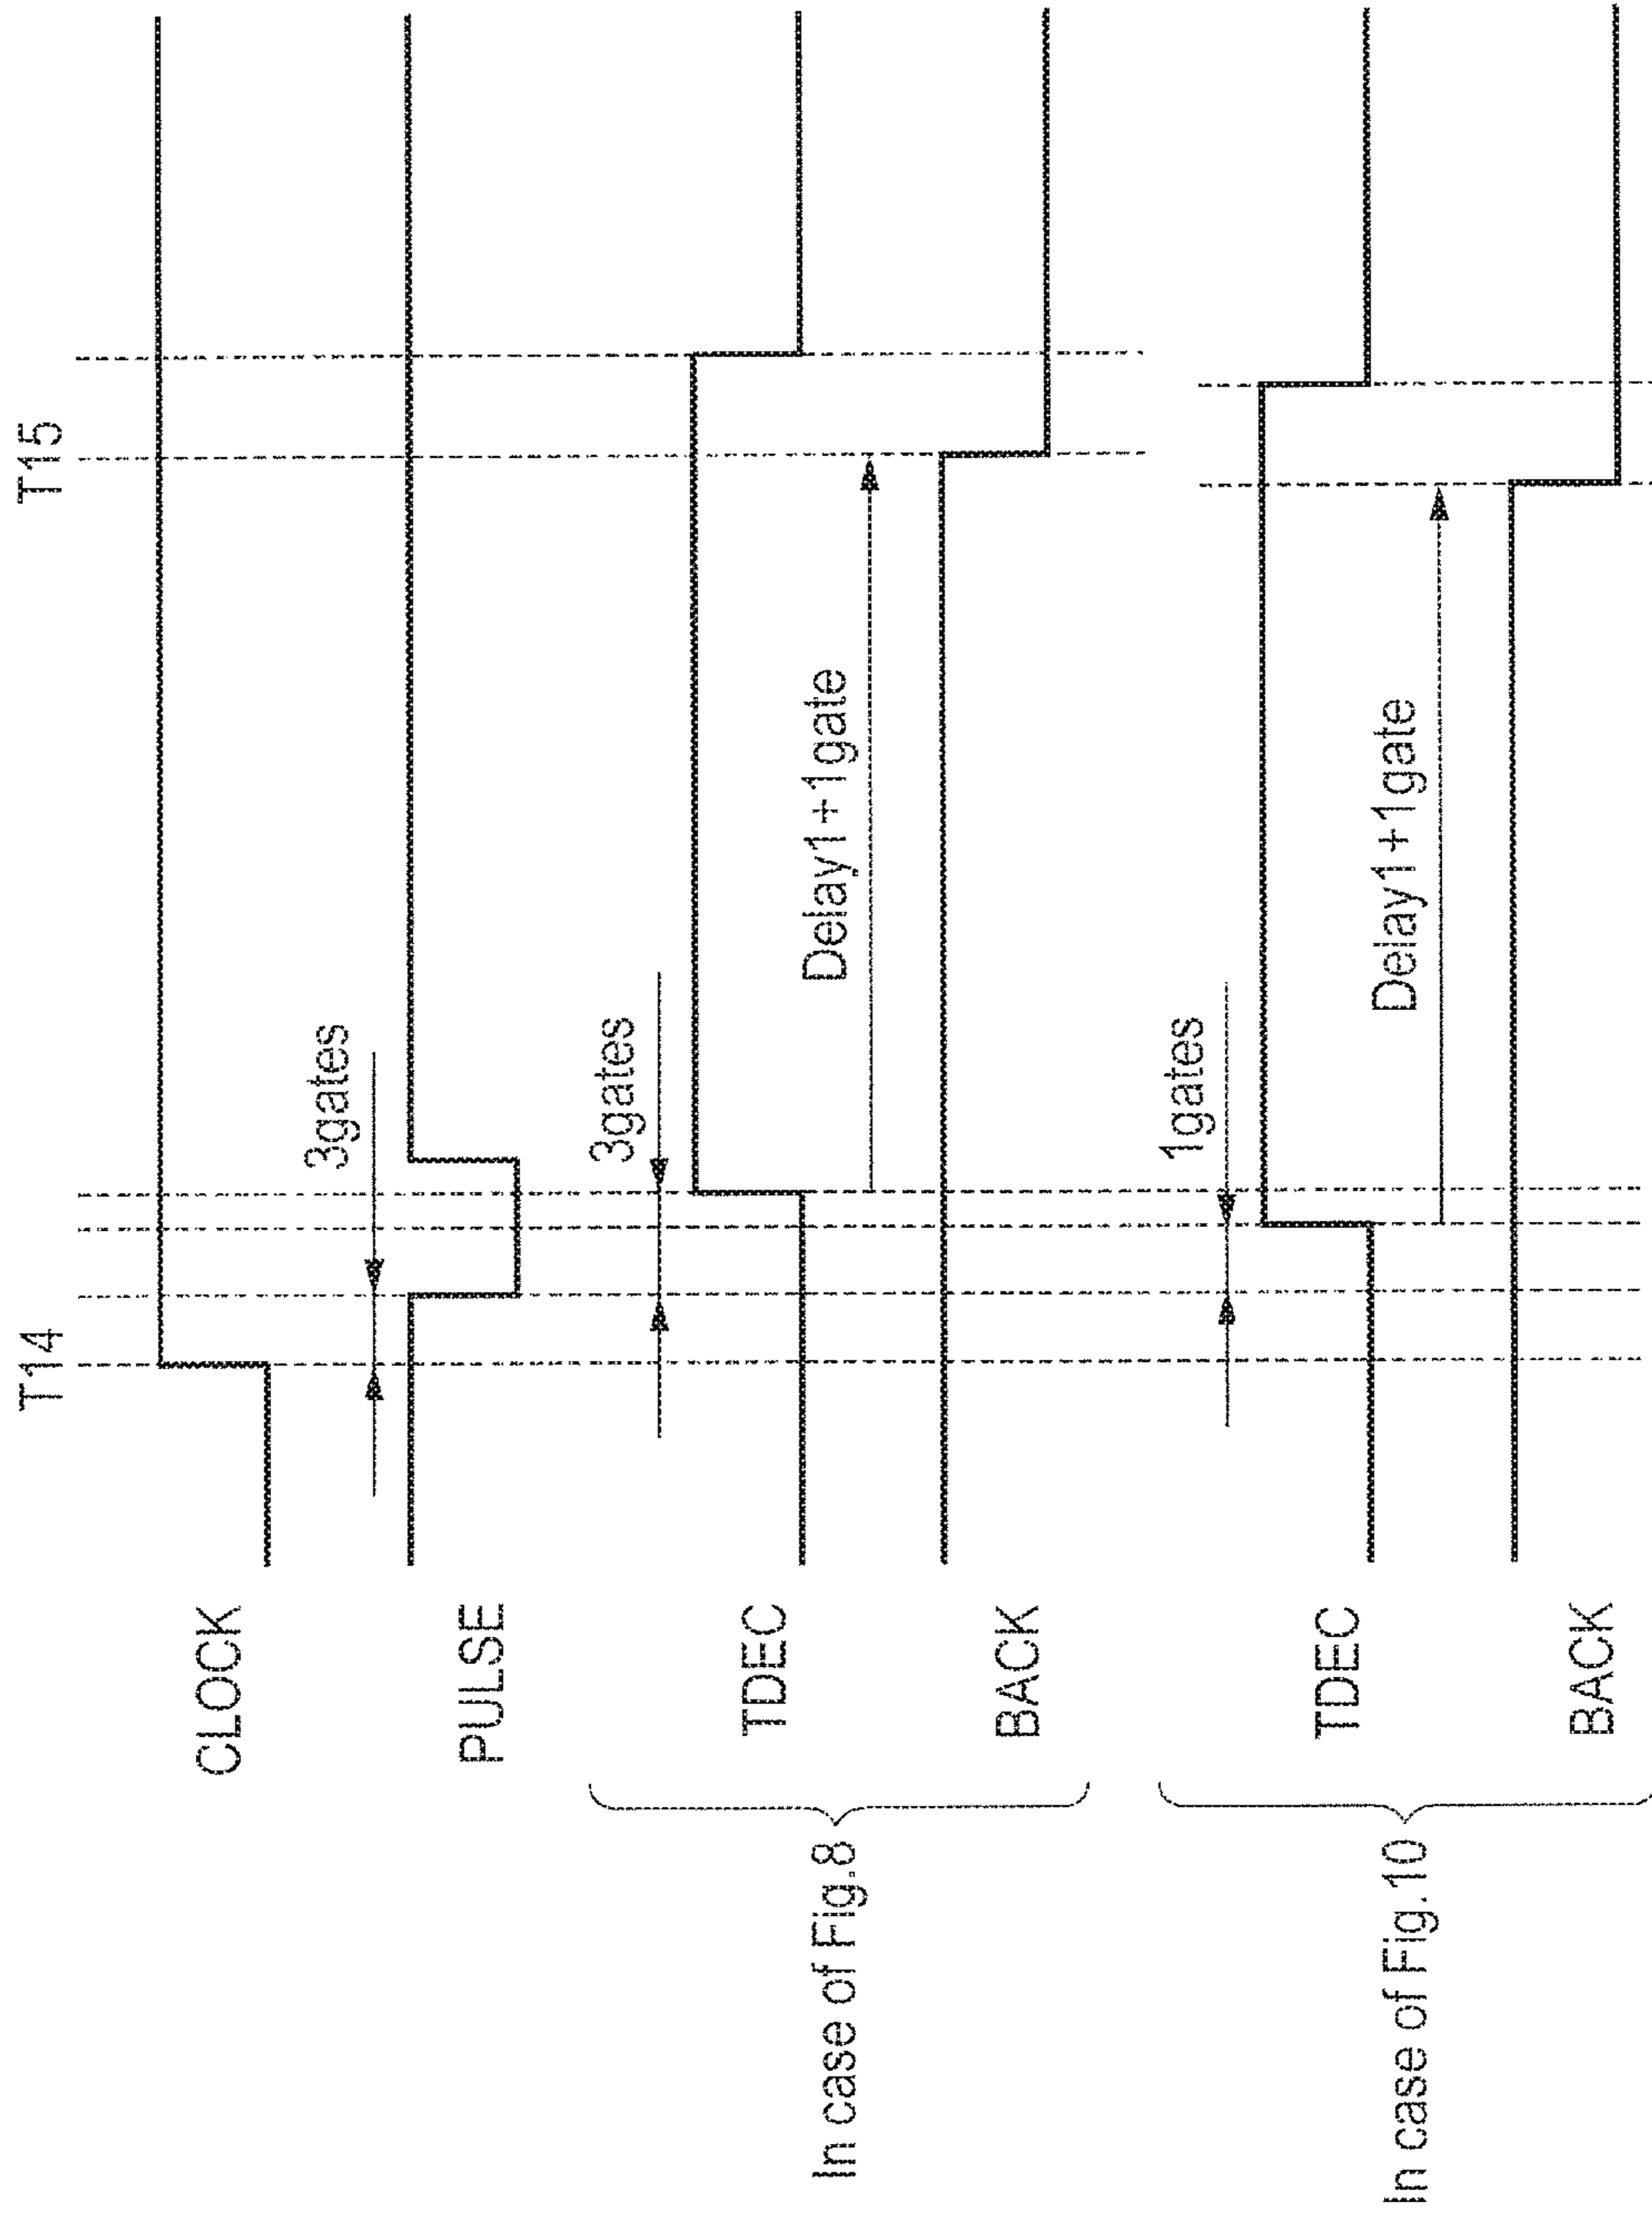 T14
T15
CLOCK
3gates
PULSE
3gates
TDEC
Delay1+1gate
BACK
In case of Fig.8
1gates
TDEC
Delay1+1gate
BACK
In case of Fig.10